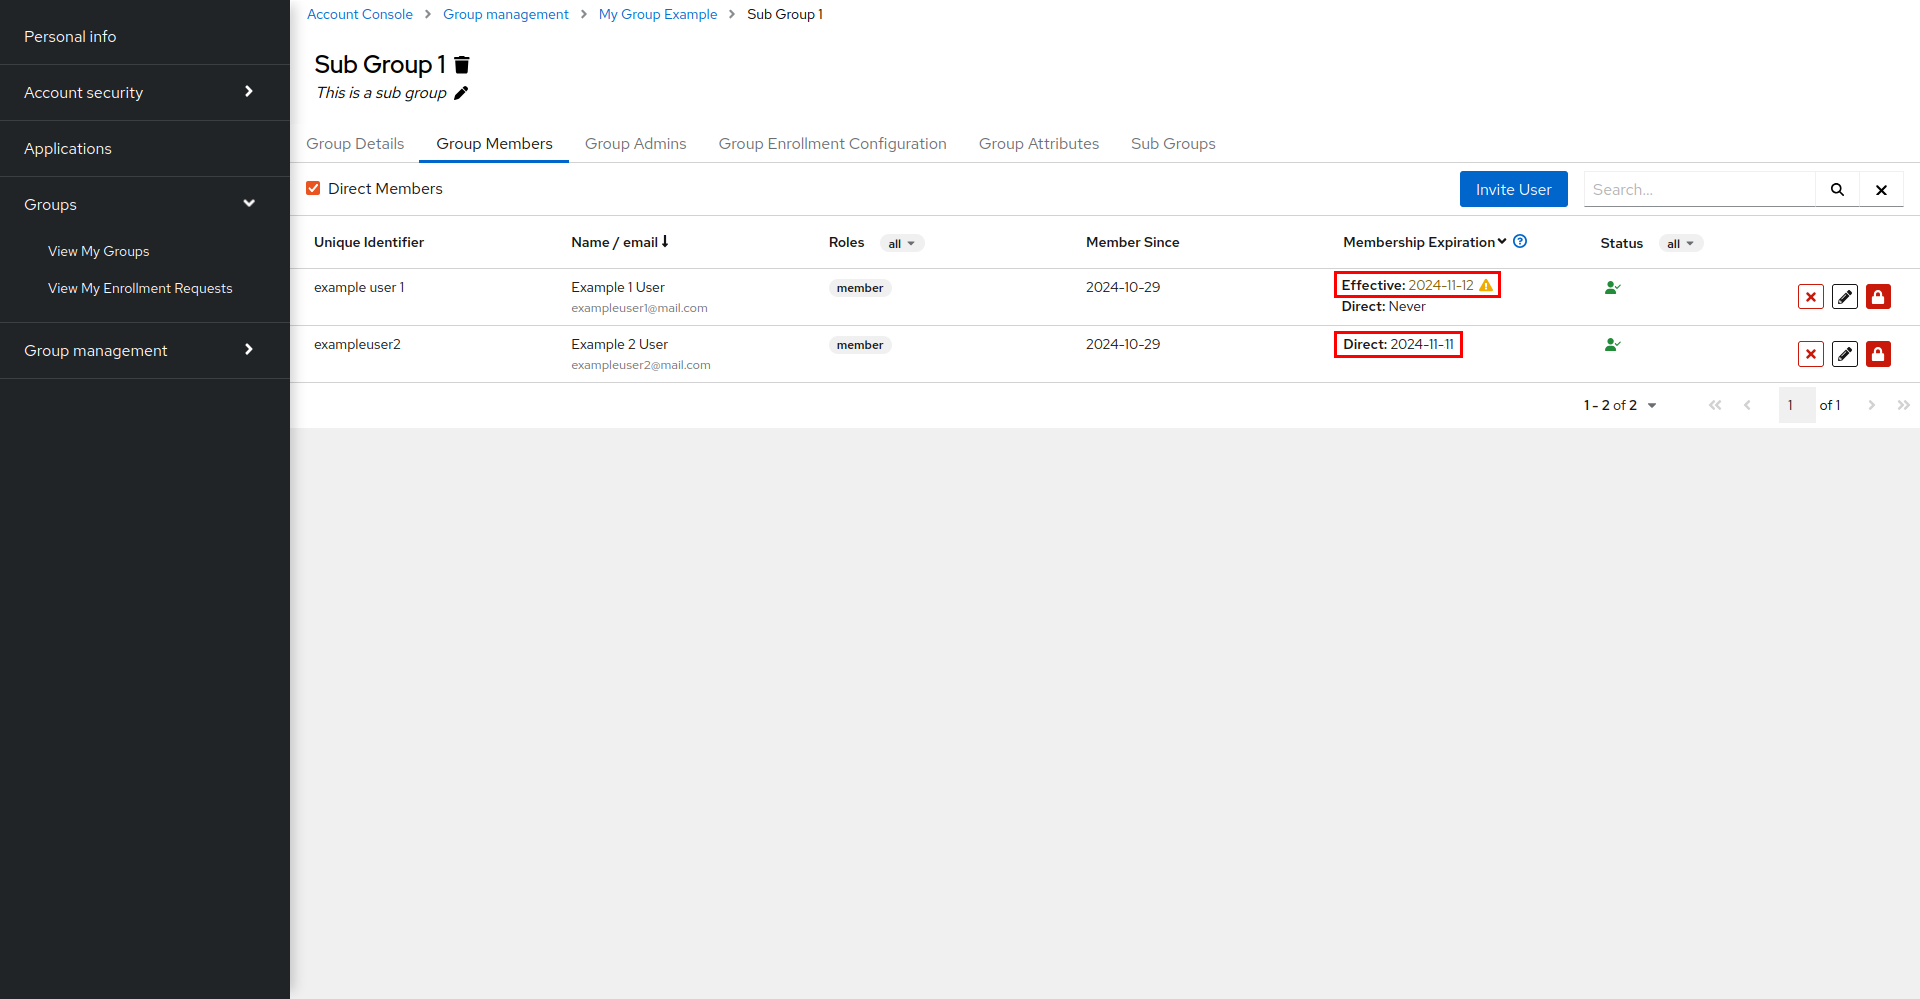 Personal info
Account security
Applications
Groups
View My Groups
View My Enrollment Requests
Group management
Account Console > Group management > My Group Example > Sub Group 1
Sub Group 1
This is a sub group
Group Details Group Members Group Admins Group Enrollment Configuration Group Attributes Sub Groups
Direct Members Invite User Search...
Unique Identifier Name / email Roles all Member Since Membership Expiration Status all
example user 1 Example 1 User member 2024-10-29 Effective: 2024-11-12
exampleuser1@mail.com Direct: Never
exampleuser2 Example 2 User member 2024-10-29 Direct: 2024-11-11
exampleuser2@mail.com
1 - 2 of 2 1 of 1